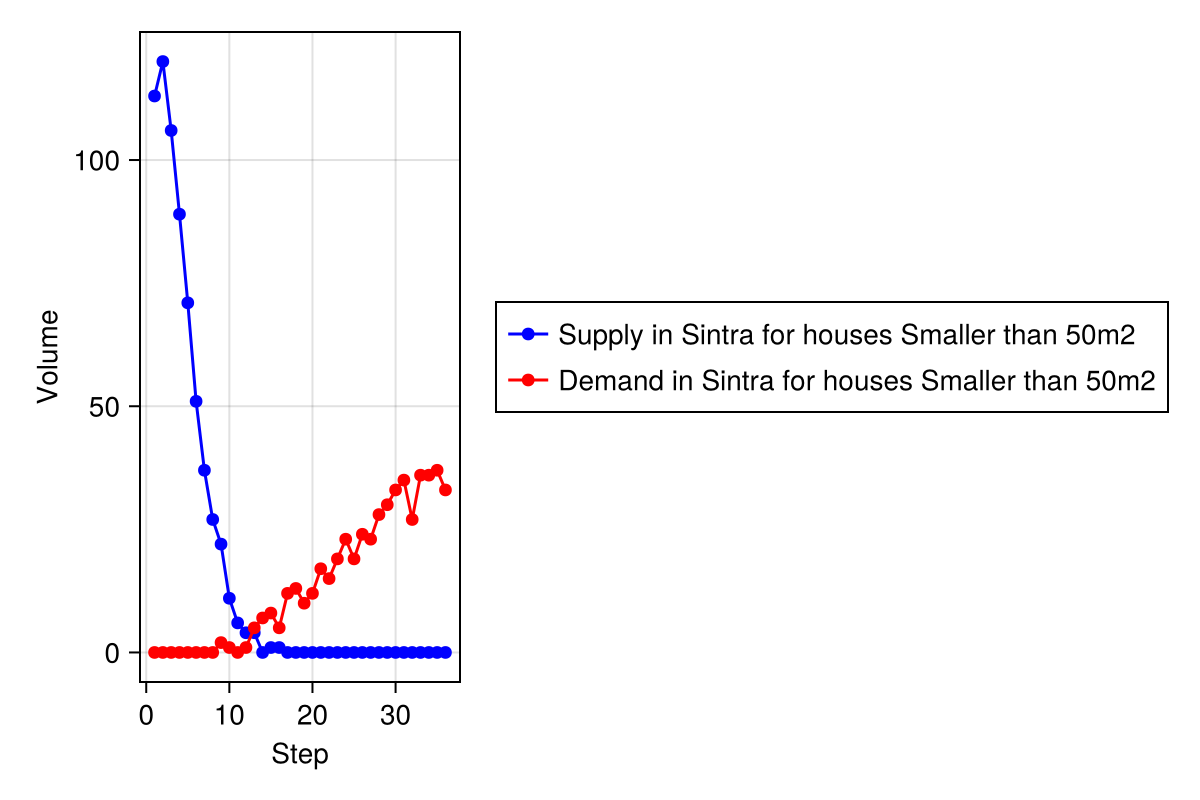 Volume
100
50
0
0 10 20 30
Step
Supply in Sintra for houses Smaller than 50m2
Demand in Sintra for houses Smaller than 50m2